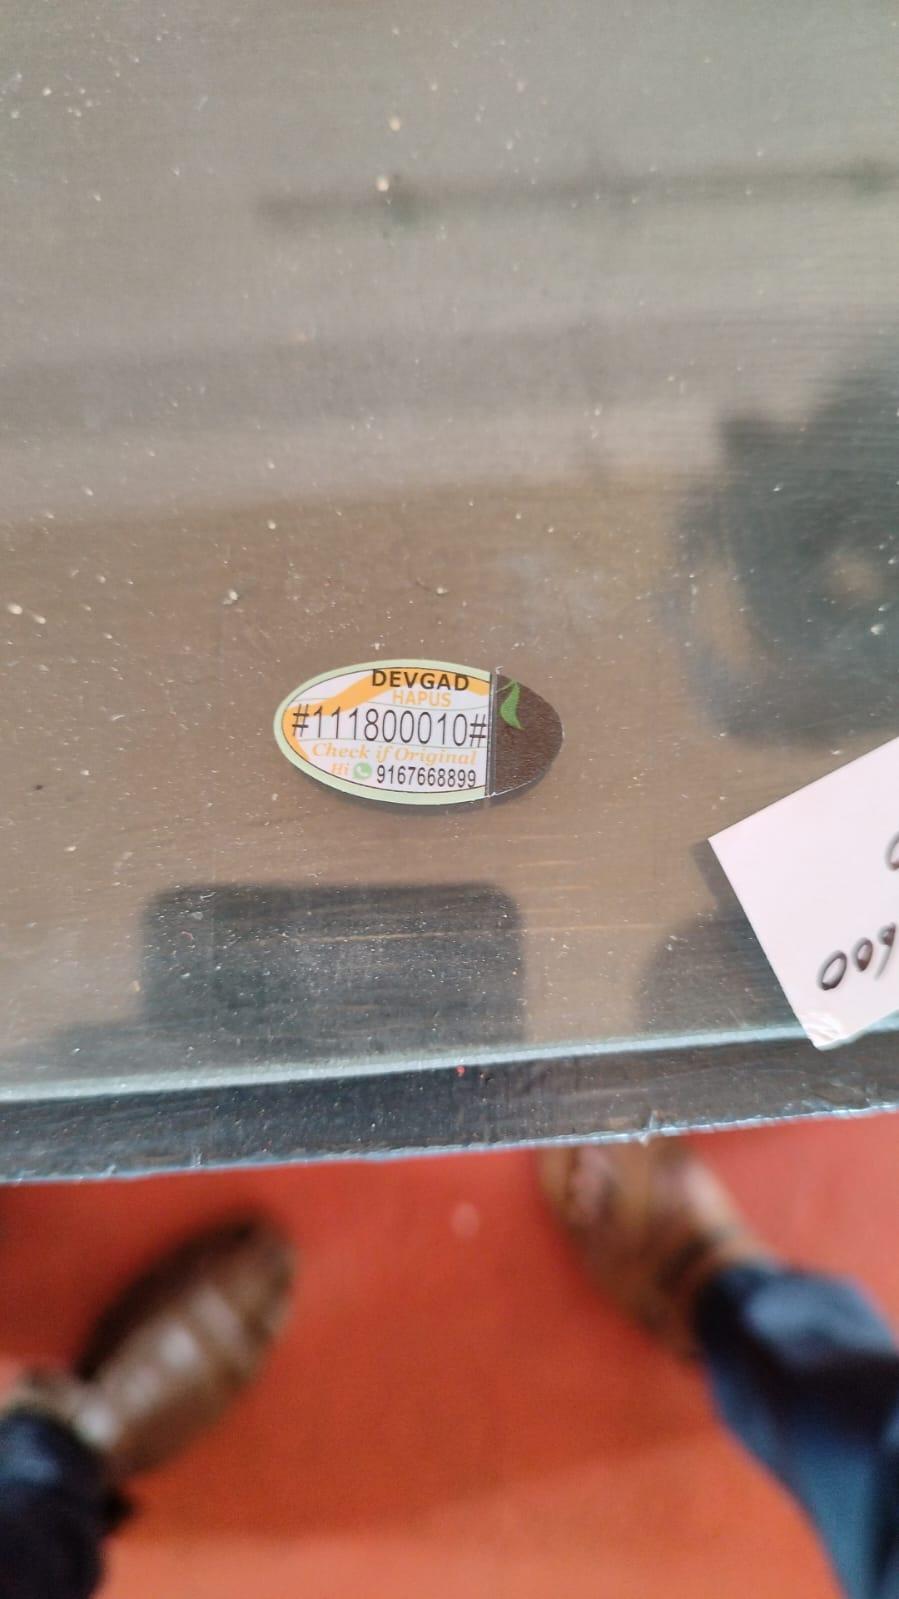 DEVGAD
HAPUS
#111800010#
Check if Original
Hi 9167668899